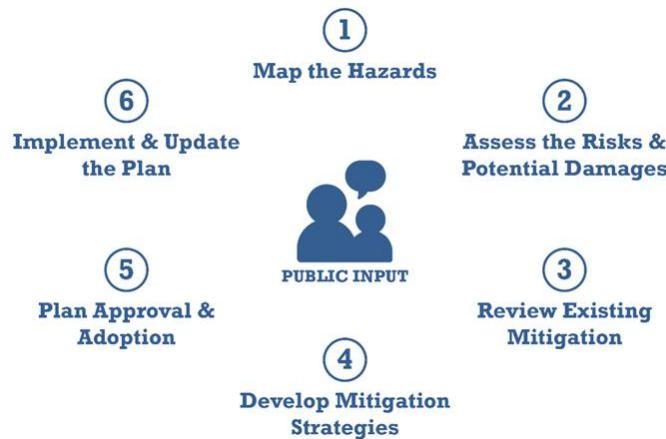 1
Map the Hazards
2
Assess the Risks &
Potential Damages
3
Review Existing
Mitigation
4
Develop Mitigation
Strategies
5
Plan Approval &
Adoption
6
Implement & Update
the Plan
PUBLIC INPUT